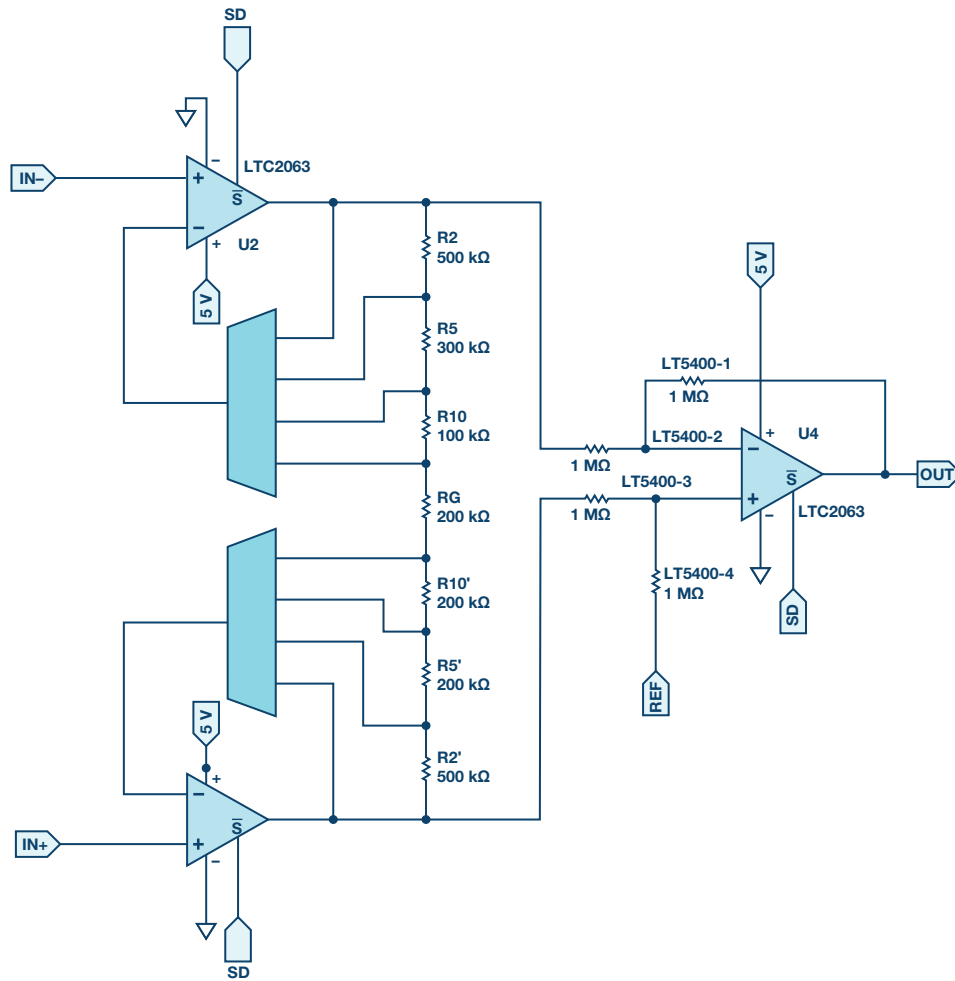 SD
LTC2063
IN–
+
–
S
–
+
U2
5 V
R2
500 kΩ
R5
300 kΩ
R10
100 kΩ
RG
200 kΩ
R10'
200 kΩ
R5'
200 kΩ
R2'
500 kΩ
5 V
+
–
S
+
–
IN+
SD
5 V
LT5400-1
1 MΩ
LT5400-2
1 MΩ
LT5400-3
1 MΩ
LT5400-4
1 MΩ
REF
+
U4
–
S
+
–
LTC2063
SD
OUT